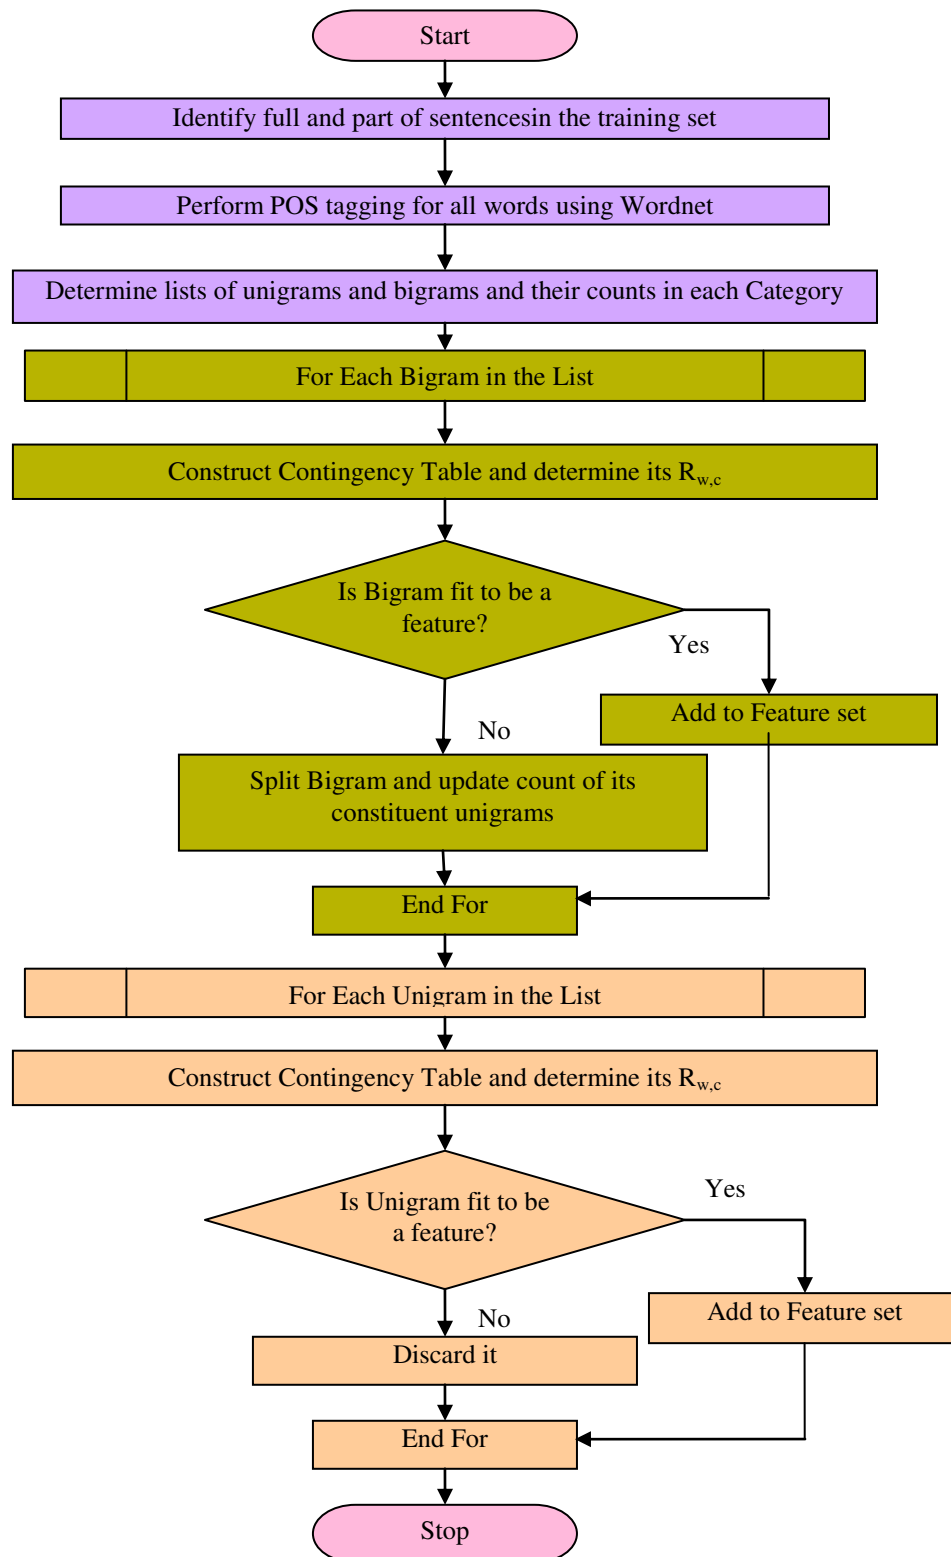 Start
Identify full and part of sentencesin the training set
Perform POS tagging for all words using Wordnet
Determine lists of unigrams and bigrams and their counts in each Category
For Each Bigram in the List
Construct Contingency Table and determine its R_w,c
Is Bigram fit to be a
feature?
Yes
Add to Feature set
No
Split Bigram and update count of its
constituent unigrams
End For
For Each Unigram in the List
Construct Contingency Table and determine its R_w,c
Is Unigram fit to be
a feature?
Yes
Add to Feature set
No
Discard it
End For
Stop